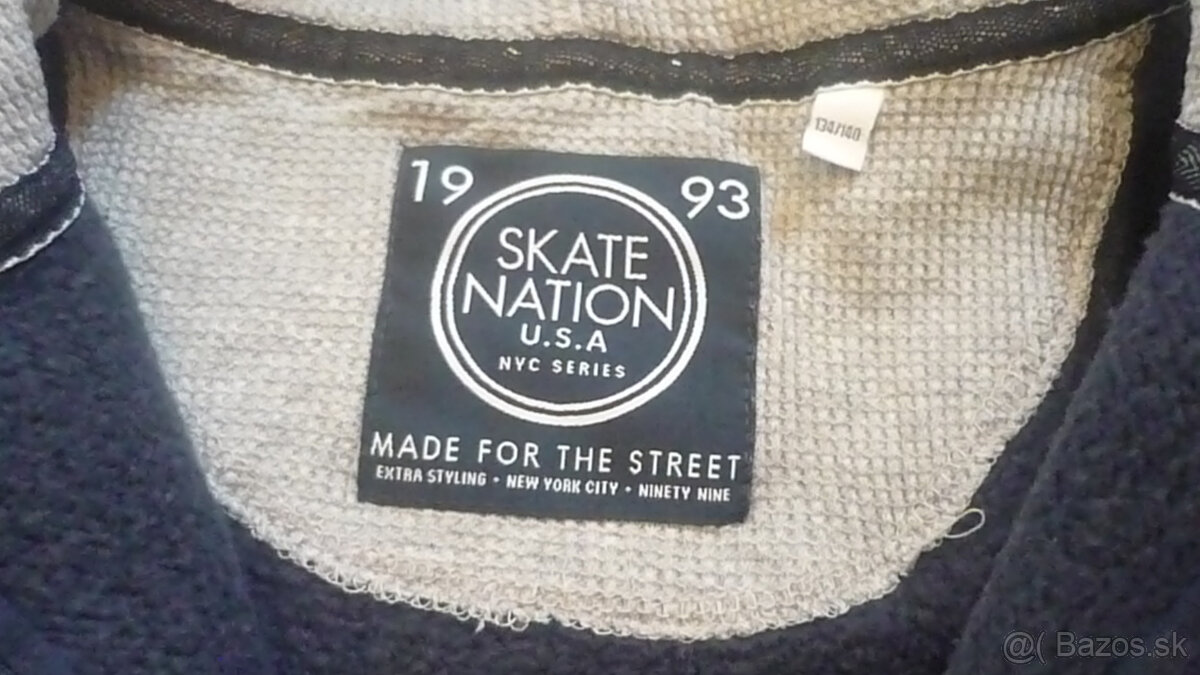 134/140
19 93
SKATE
NATION
U.S.A
NYC SERIES
MADE FOR THE STREET
EXTRA STYLING • NEW YORK CITY • NINETY NINE
@( Bazos.sk